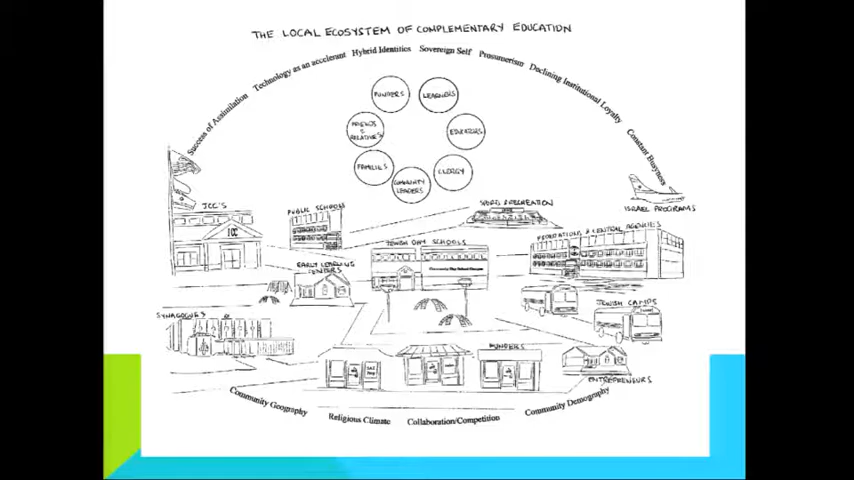 THE LOCAL ECOSYSTEM OF COMPLEMENTARY EDUCATION
Success of Assimilation
Technology as an accelerant
Hybrid Identities
Sovereign Self
Prosumerism
Declining Institutional Loyalty
Constant Busyness
FUNDERS
LEARNERS
EDUCATORS
CLERGY
COMMUNITY
LEADERS
FAMILIES
FRIENDS
RELATIVES
JCC'S
JCC
PUBLIC SCHOOLS
RECREATION
ISRAEL PROGRAMS
JEWISH DAY SCHOOLS
FEDERATIONS & CENTRAL AGENCIES
EARLY LEARNING
CENTERS
JEWISH CAMPS
SYNAGOGUES
FUNDERS
ENTREPRENEURS
Community Geography
Religious Climate
Collaboration/Competition
Community Demography